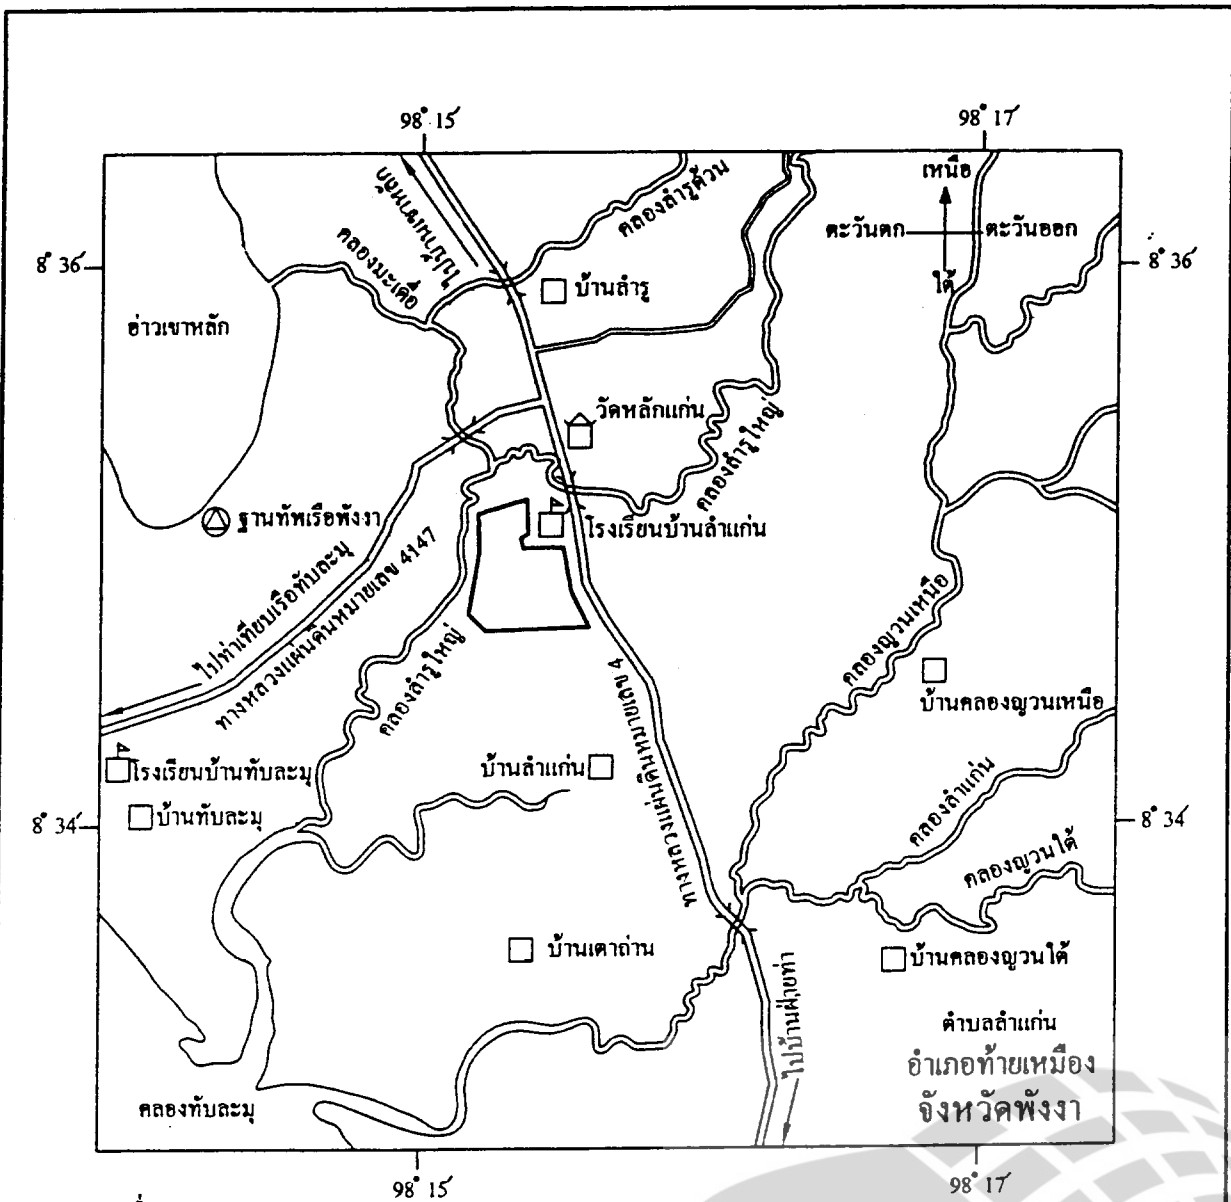 98° 15′
98° 17′
เหนือ
ตะวันตก
ตะวันออก
ใต้
8° 36′
8° 36′
ไปบ้านเขาหลัก
คลองลำรูด้วน
คลองมะเดื่อ
บ้านลำรู
อ่าวเขาหลัก
วัดหลักแก่น
คลองลำรูใหญ่
ฐานทัพเรือพังงา
โรงเรียนบ้านลำแก่น
ไปท่าเทียบเรือทับละมุ
ทางหลวงแผ่นดินหมายเลข 4147
คลองลำรูใหญ่
คลองญวนเหนือ
บ้านคลองญวนเหนือ
ทางหลวงแผ่นดินหมายเลข 4
โรงเรียนบ้านทับละมุ
บ้านลำแก่น
คลองลำแก่น
บ้านทับละมุ
8° 34′
8° 34′
คลองญวนใต้
บ้านเตาถ่าน
บ้านคลองญวนใต้
ไปบ้านฝ่ายท่า
ตำบลลำแก่น
อำเภอท้ายเหมือง
จังหวัดพังงา
คลองทับละมุ
98° 15′
98° 17′